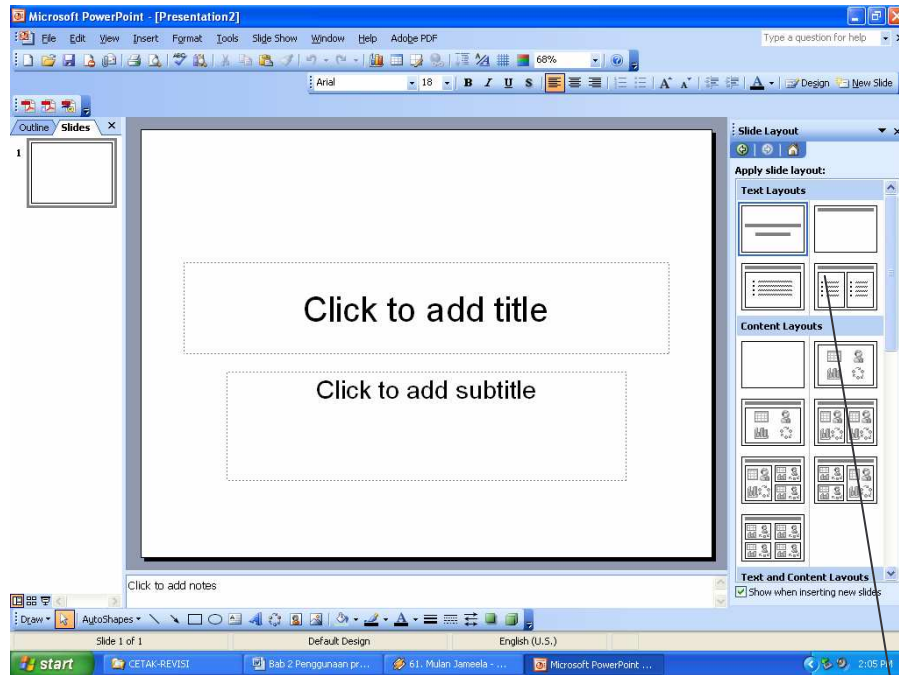 Microsoft PowerPoint - [Presentation2]
File Edit View Insert Format Tools Slide Show Window Help Adobe PDF
Type a question for help
68%
Arial 18 B I U S A A A Design New Slide
Outline Slides
1
Slide Layout
Apply slide layout:
Text Layouts
Content Layouts
Text and Content Layouts
Show when inserting new slides
Click to add title
Click to add subtitle
Click to add notes
Draw AutoShapes A
Slide 1 of 1 Default Design English (U.S.)
start CETAK-REVISI Bab 2 Penggunaan pr... 61. Mulan Jameela - ... Microsoft PowerPoint ... 2:05 PM